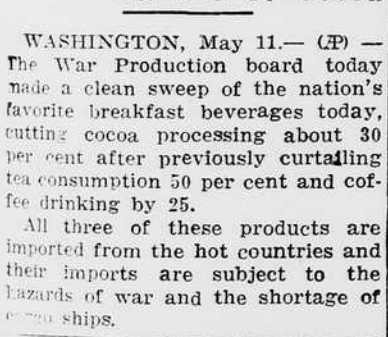 WASHINGTON, May 11.— (AP) —
The War Production board today
made a clean sweep of the nation's
favorite breakfast beverages today,
cutting cocoa processing about 30
per cent after previously curtailing
tea consumption 50 per cent and cof-
fee drinking by 25.
All three of these products are
imported from the hot countries and
their imports are subject to the
hazards of war and the shortage of
cargo ships.